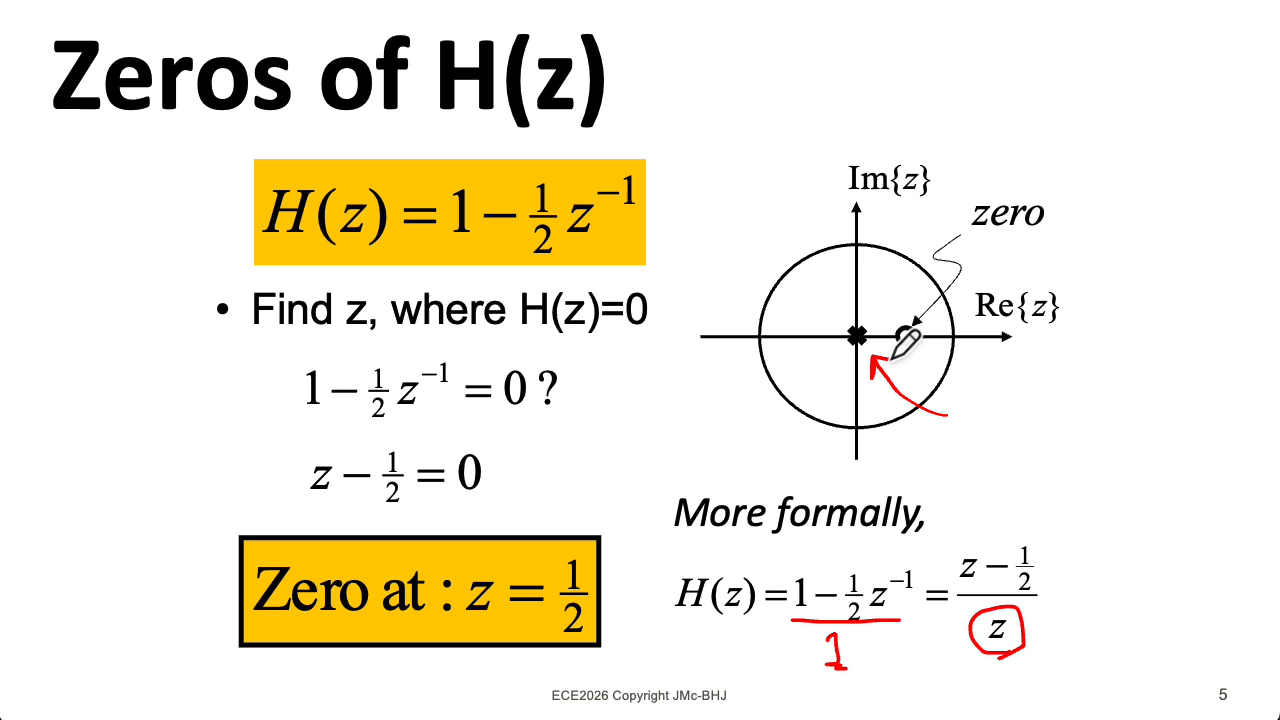 Zeros of H(z)
H(z) = 1 − 1/2 z⁻¹
• Find z, where H(z)=0
1 − 1/2 z⁻¹ = 0 ?
z − 1/2 = 0
Zero at : z = 1/2
Im{z}
zero
Re{z}
More formally,
H(z) = 1 − 1/2 z⁻¹ = (z − 1/2)/z
1
ECE2026 Copyright JMc-BHJ
5